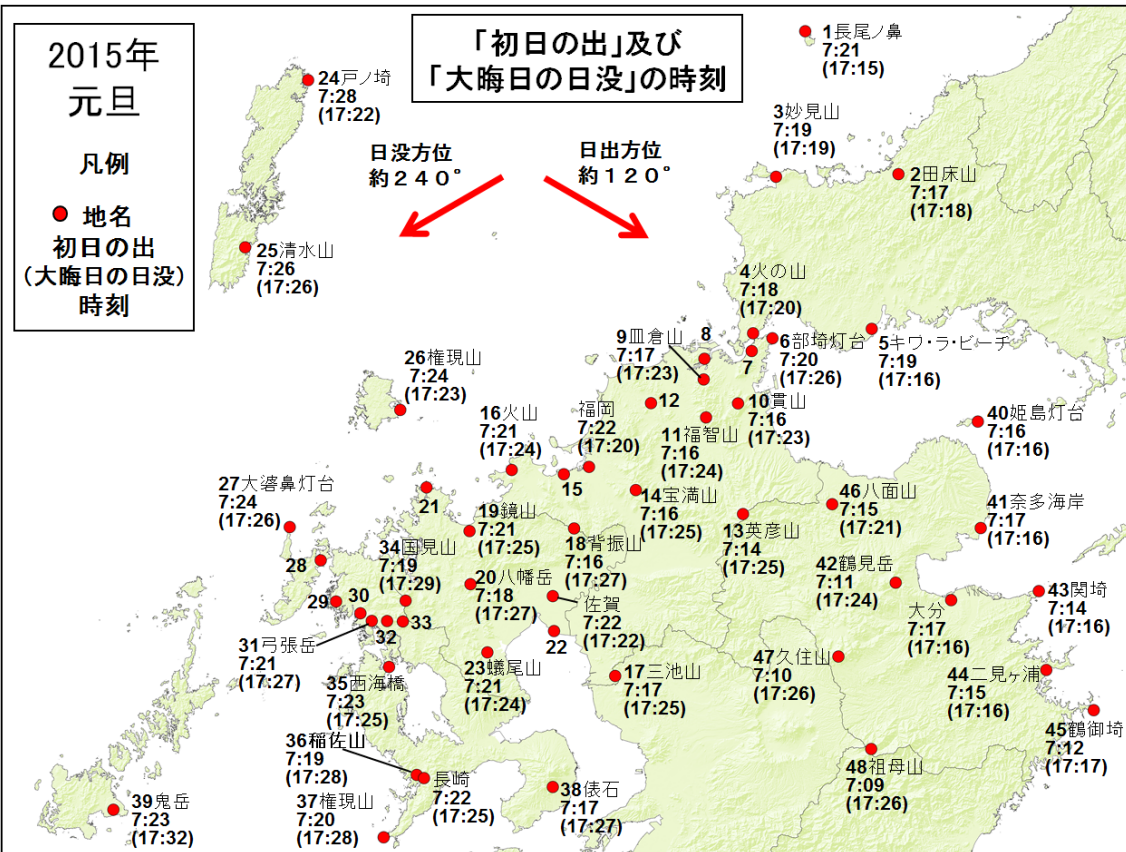 2015年
元旦
凡例
地名
初日の出
(大晦日の日没)
時刻
「初日の出」及び
「大晦日の日没」の時刻
日没方位
約240°
日出方位
約120°
1長尾ノ鼻
7:21
(17:15)
24戸ノ埼
7:28
(17:22)
3妙見山
7:19
(17:19)
2田床山
7:17
(17:18)
25清水山
7:26
(17:26)
4火の山
7:18
(17:20)
9皿倉山
7:17
(17:23)
8
7
6部埼灯台
7:20
(17:26)
5キワ・ラ・ビーチ
7:19
(17:16)
26権現山
7:24
(17:23)
16火山
7:21
(17:24)
福岡
7:22
(17:20)
12
10貫山
7:16
(17:23)
11福智山
7:16
(17:24)
40姫島灯台
7:16
(17:16)
27大碆鼻灯台
7:24
(17:26)
21
15
14宝満山
7:16
(17:25)
46八面山
7:15
(17:21)
41奈多海岸
7:17
(17:16)
19鏡山
7:21
(17:25)
18背振山
7:16
(17:27)
13英彦山
7:14
(17:25)
28
34国見山
7:19
(17:29)
20八幡岳
7:18
(17:27)
佐賀
7:22
(17:22)
42鶴見岳
7:11
(17:24)
大分
7:17
(17:16)
43関埼
7:14
(17:16)
29
30
32
33
22
31弓張岳
7:21
(17:27)
23蟻尾山
7:21
(17:24)
17三池山
7:17
(17:25)
47久住山
7:10
(17:26)
44二見ヶ浦
7:15
(17:16)
35西海橋
7:23
(17:25)
45鶴御埼
7:12
(17:17)
36稲佐山
7:19
(17:28)
長崎
7:22
(17:25)
48祖母山
7:09
(17:26)
39鬼岳
7:23
(17:32)
37権現山
7:20
(17:28)
38俵石
7:17
(17:27)